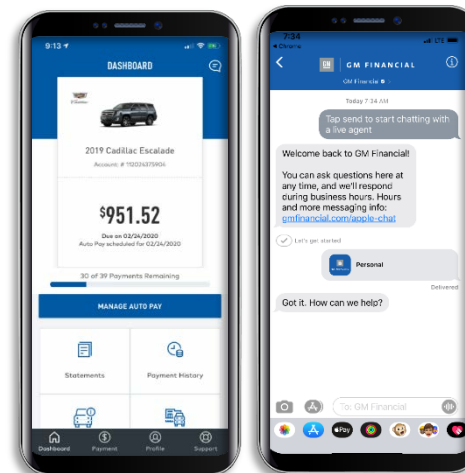 9:13
DASHBOARD
2019 Cadillac Escalade
Account: # 112024375904
$951.52
Due on 02/24/2020
Auto Pay scheduled for 02/24/2020
30 of 39 Payments Remaining
MANAGE AUTO PAY
Statements
Payment History
Dashboard
Payment
Profile
Support
7:34
LTE
Chrome
GM FINANCIAL
GM Financial
Today 7:34 AM
Tap send to start chatting with
a live agent
Welcome back to GM Financial!
You can ask questions here at
any time, and we'll respond
during business hours. Hours
and more messaging info:
gmfinancial.com/apple-chat
Let's get started
Personal
Delivered
Got it. How can we help?
To: GM Financial
Pay